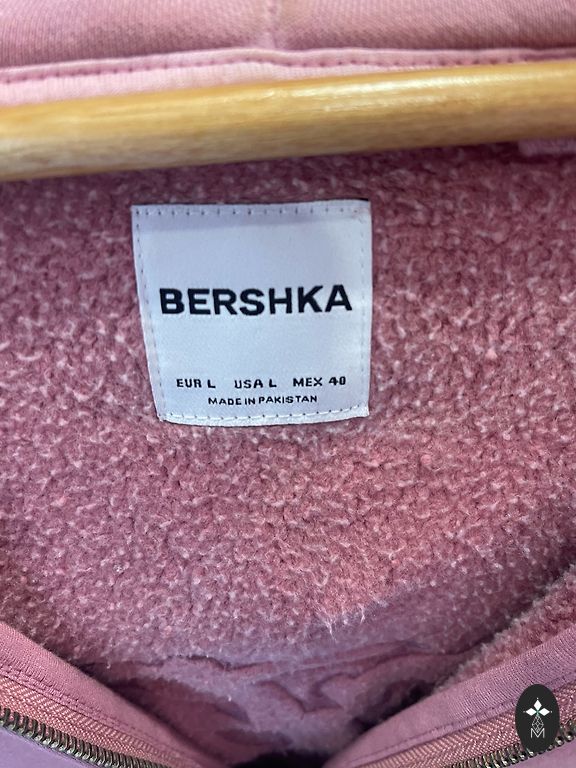 BERSHKA
EUR L USA L MEX 40
MADE IN PAKISTAN